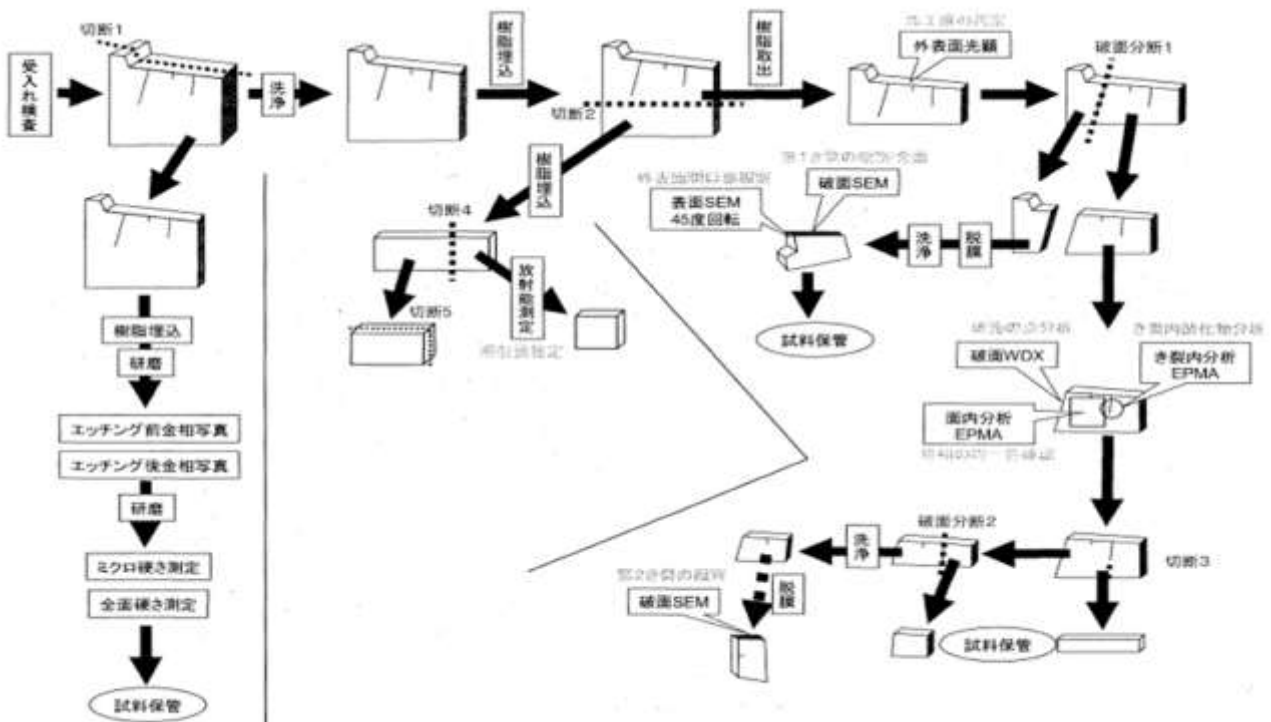 切断1
受入れ検査
洗浄
樹脂埋込
切断2
樹脂取出
外表面先顕
破面分断1
樹脂埋込
切断4
放射能測定
切断5
破面SEM
表面SEM
45度回転
洗浄
脱膜
試料保管
破面WDX
き裂内分析
EPMA
面内分析
EPMA
切断3
破面分断2
洗浄
脱膜
破面SEM
試料保管
樹脂埋込
研磨
エッチング前金相写真
エッチング後金相写真
研磨
ミクロ硬さ測定
全面硬さ測定
試料保管